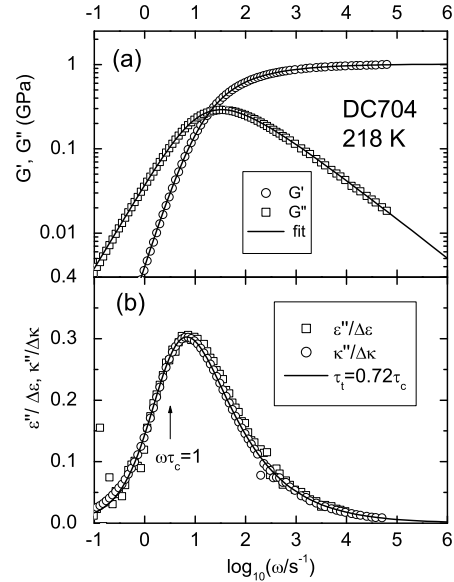 -1 0 1 2 3 4 5 6
(a)
1
DC704
218 K
G', G'' (GPa)
0.1
G'
G''
fit
0.01
0.4
(b)
ε''/Δε
κ''/Δκ
τt=0.72τc
0.3
ε''/ Δε, κ''/Δκ
0.2
ωτc=1
0.1
0.0
-1 0 1 2 3 4 5 6
log10(ω/s-1)